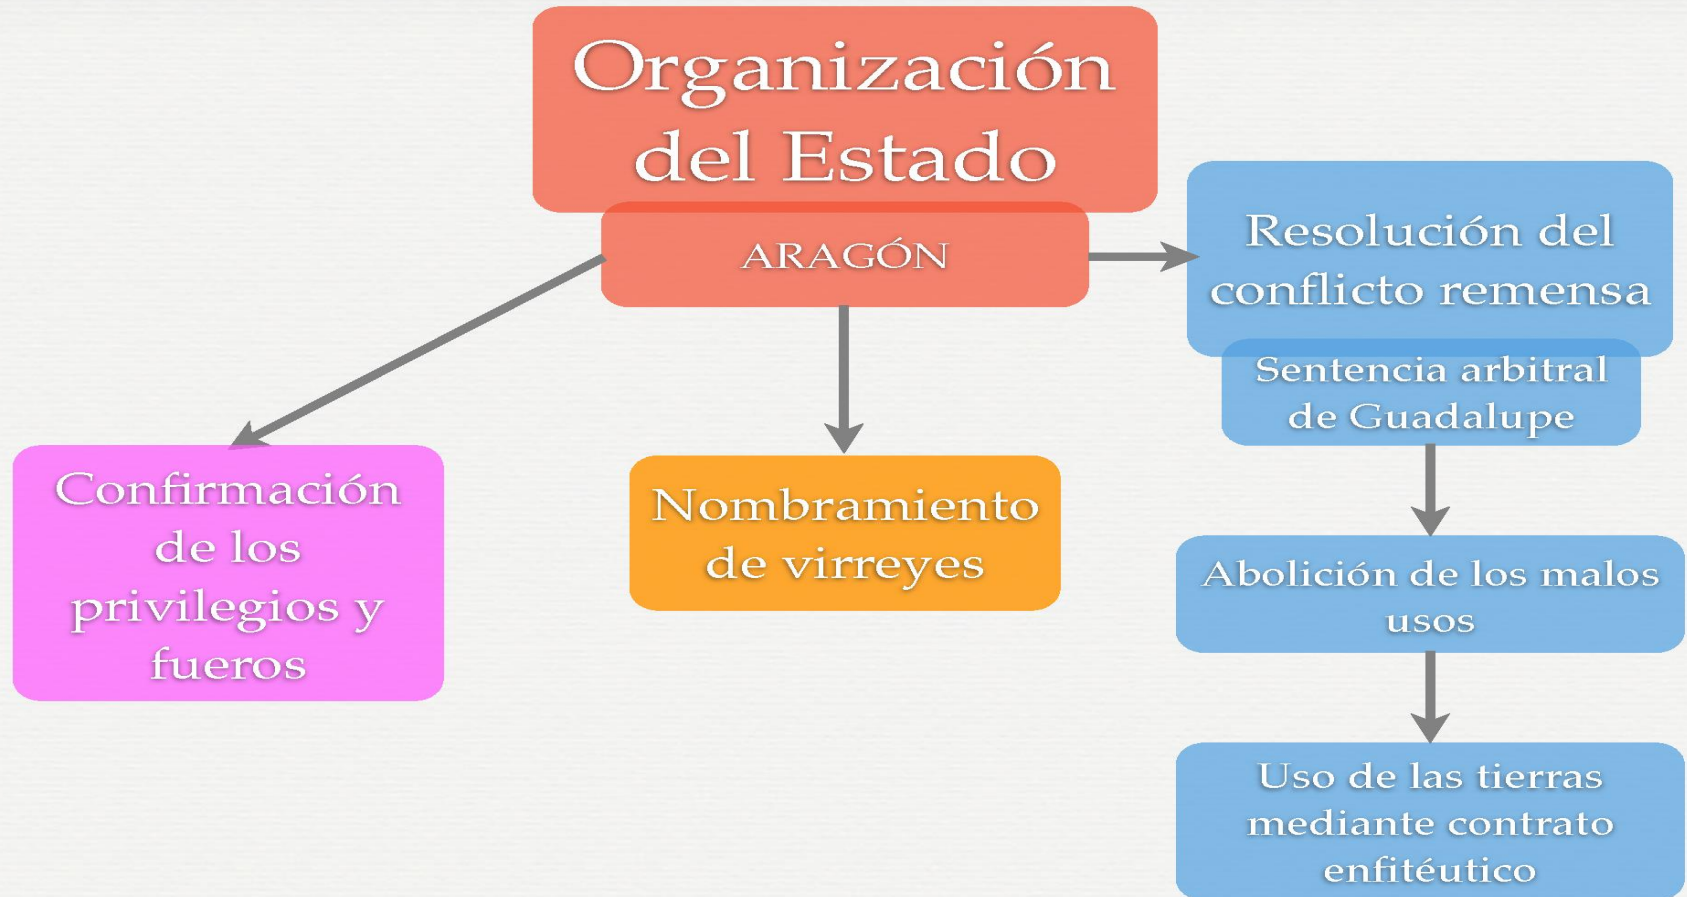 Organización
del Estado
ARAGÓN
Resolución del
conflicto remensa
Sentencia arbitral
de Guadalupe
Confirmación
de los
privilegios y
fueros
Nombramiento
de virreyes
Abolición de los malos
usos
Uso de las tierras
mediante contrato
enfitéutico